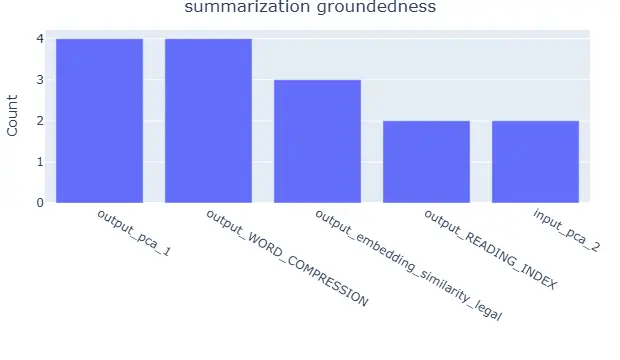 summarization groundedness
Count
4
3
2
1
0
output_pca_1
output_WORD_COMPRESSION
output_embedding_similarity_legal
output_READING_INDEX
input_pca_2